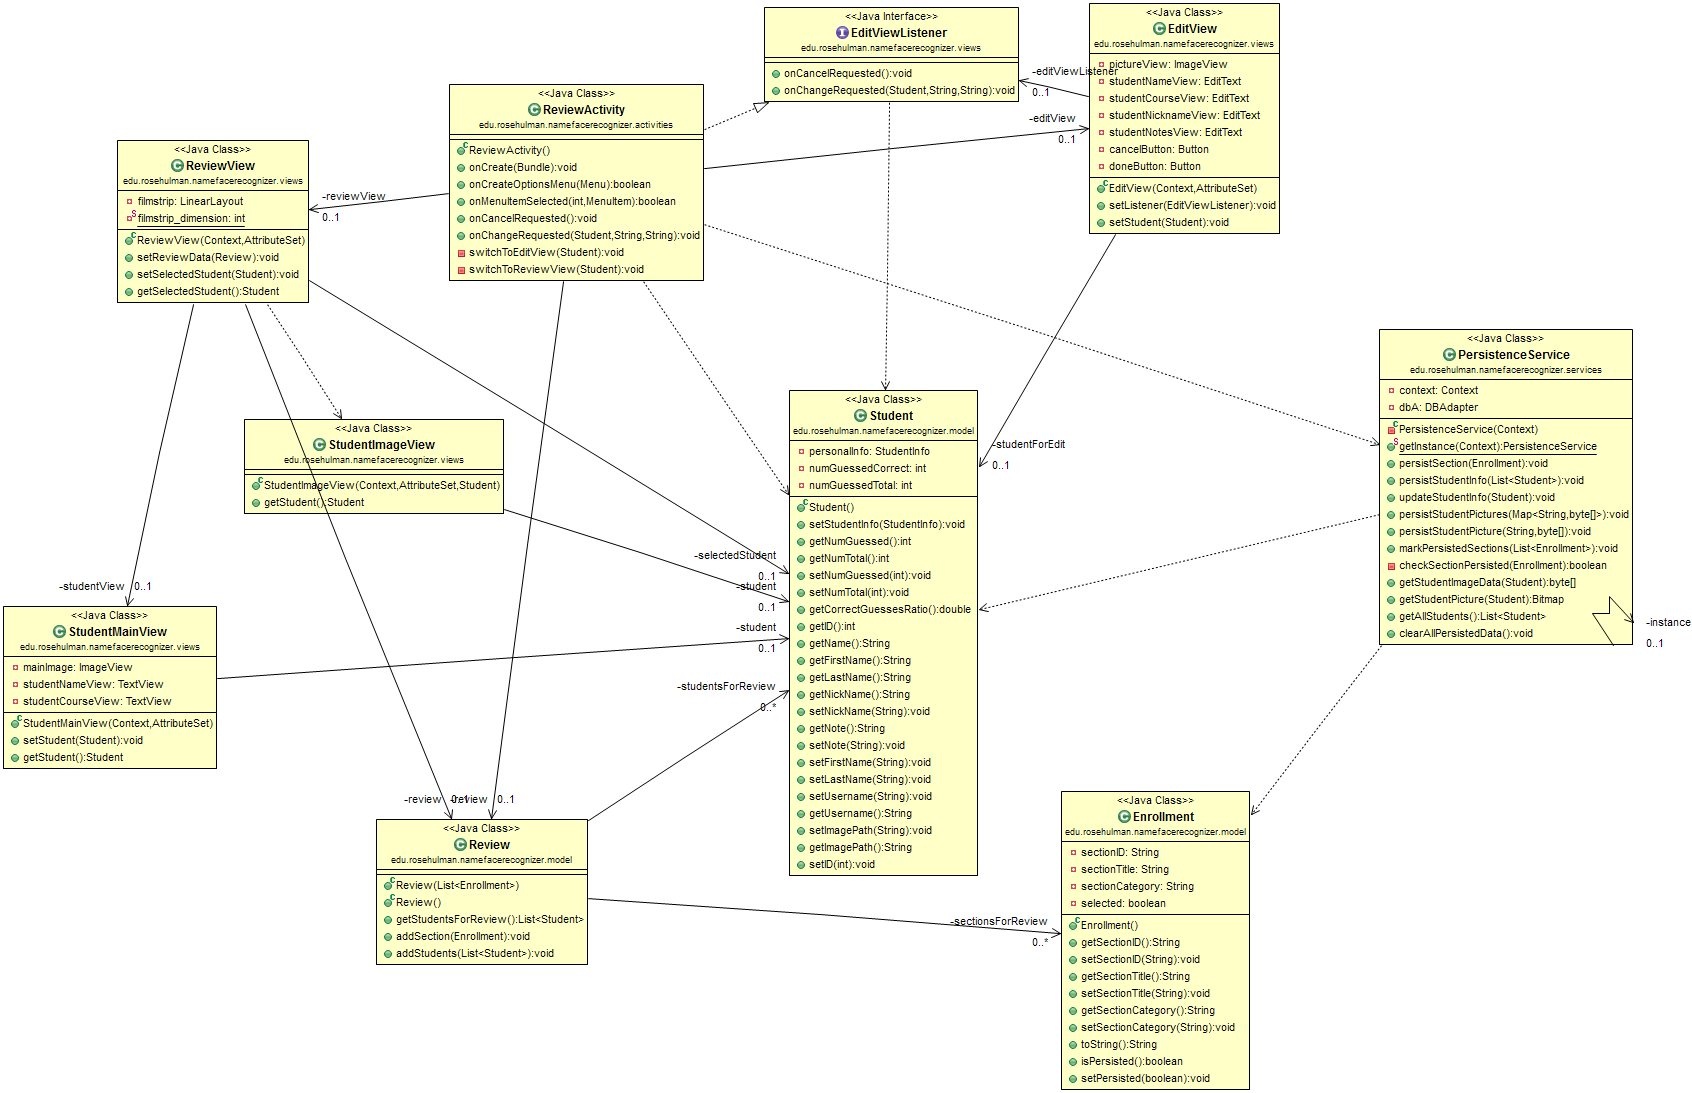 <<Java Interface>>
EditViewListener
edu.rosehulman.namefacerecognizer.views
onCancelRequested():void
onChangeRequested(Student,String,String):void
<<Java Class>>
EditView
edu.rosehulman.namefacerecognizer.views
pictureView: ImageView
studentNameView: EditText
studentCourseView: EditText
studentNicknameView: EditText
studentNotesView: EditText
cancelButton: Button
doneButton: Button
EditView(Context,AttributeSet)
setListener(EditViewListener):void
setStudent(Student):void
-editViewListener
0..1
-editView
0..1
<<Java Class>>
ReviewActivity
edu.rosehulman.namefacerecognizer.activities
ReviewActivity()
onCreate(Bundle):void
onCreateOptionsMenu(Menu):boolean
onMenuItemSelected(int,MenuItem):boolean
onCancelRequested():void
onChangeRequested(Student,String,String):void
switchToEditView(Student):void
switchToReviewView(Student):void
<<Java Class>>
ReviewView
edu.rosehulman.namefacerecognizer.views
filmstrip: LinearLayout
filmstrip_dimension: int
ReviewView(Context,AttributeSet)
setReviewData(Review):void
setSelectedStudent(Student):void
getSelectedStudent():Student
-reviewView
0..1
<<Java Class>>
PersistenceService
edu.rosehulman.namefacerecognizer.services
context: Context
dbA: DBAdapter
PersistenceService(Context)
getInstance(Context):PersistenceService
persistSection(Enrollment):void
persistStudentInfo(List<Student>):void
updateStudentInfo(Student):void
persistStudentPictures(Map<String,byte[]>):void
persistStudentPicture(String,byte[]):void
markPersistedSections(List<Enrollment>):void
checkSectionPersisted(Enrollment):boolean
getStudentImageData(Student):byte[]
getStudentPicture(Student):Bitmap
getAllStudents():List<Student>
clearAllPersistedData():void
-instance
0..1
<<Java Class>>
Student
edu.rosehulman.namefacerecognizer.model
personalInfo: StudentInfo
numGuessedCorrect: int
numGuessedTotal: int
Student()
setStudentInfo(StudentInfo):void
getNumGuessed():int
getNumTotal():int
setNumGuessed(int):void
setNumTotal(int):void
getCorrectGuessesRatio():double
getID():int
getName():String
getFirstName():String
getLastName():String
getNickName():String
setNickName(String):void
getNote():String
setNote(String):void
setFirstName(String):void
setLastName(String):void
setUsername(String):void
getUsername():String
setImagePath(String):void
getImagePath():String
setID(int):void
-studentForEdit
0..1
<<Java Class>>
StudentImageView
edu.rosehulman.namefacerecognizer.views
StudentImageView(Context,AttributeSet,Student)
getStudent():Student
-selectedStudent
0..1
-student
0..1
-student
0..1
-studentsForReview
0..*
-studentView
0..1
<<Java Class>>
StudentMainView
edu.rosehulman.namefacerecognizer.views
mainImage: ImageView
studentNameView: TextView
studentCourseView: TextView
StudentMainView(Context,AttributeSet)
setStudent(Student):void
getStudent():Student
-review
0..1
-review
0..1
<<Java Class>>
Review
edu.rosehulman.namefacerecognizer.model
Review(List<Enrollment>)
Review()
getStudentsForReview():List<Student>
addSection(Enrollment):void
addStudents(List<Student>):void
-sectionsForReview
0..*
<<Java Class>>
Enrollment
edu.rosehulman.namefacerecognizer.model
sectionID: String
sectionTitle: String
sectionCategory: String
selected: boolean
Enrollment()
getSectionID():String
setSectionID(String):void
getSectionTitle():String
setSectionTitle(String):void
getSectionCategory():String
setSectionCategory(String):void
toString():String
isPersisted():boolean
setPersisted(boolean):void